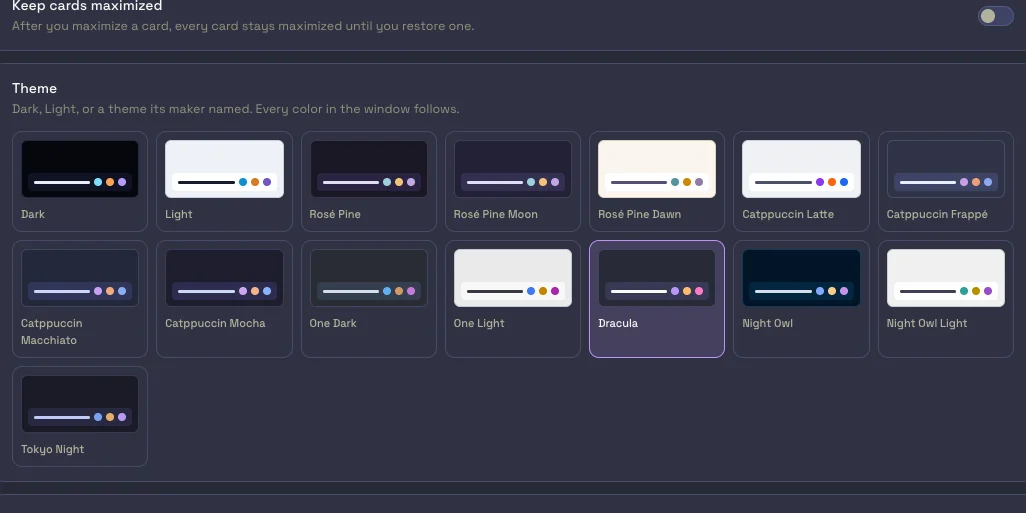 Keep cards maximized
After you maximize a card, every card stays maximized until you restore one.
Theme
Dark, Light, or a theme its maker named. Every color in the window follows.
Dark
Light
Rosé Pine
Rosé Pine Moon
Rosé Pine Dawn
Catppuccin Latte
Catppuccin Frappé
Catppuccin
Macchiato
Catppuccin Mocha
One Dark
One Light
Dracula
Night Owl
Night Owl Light
Tokyo Night